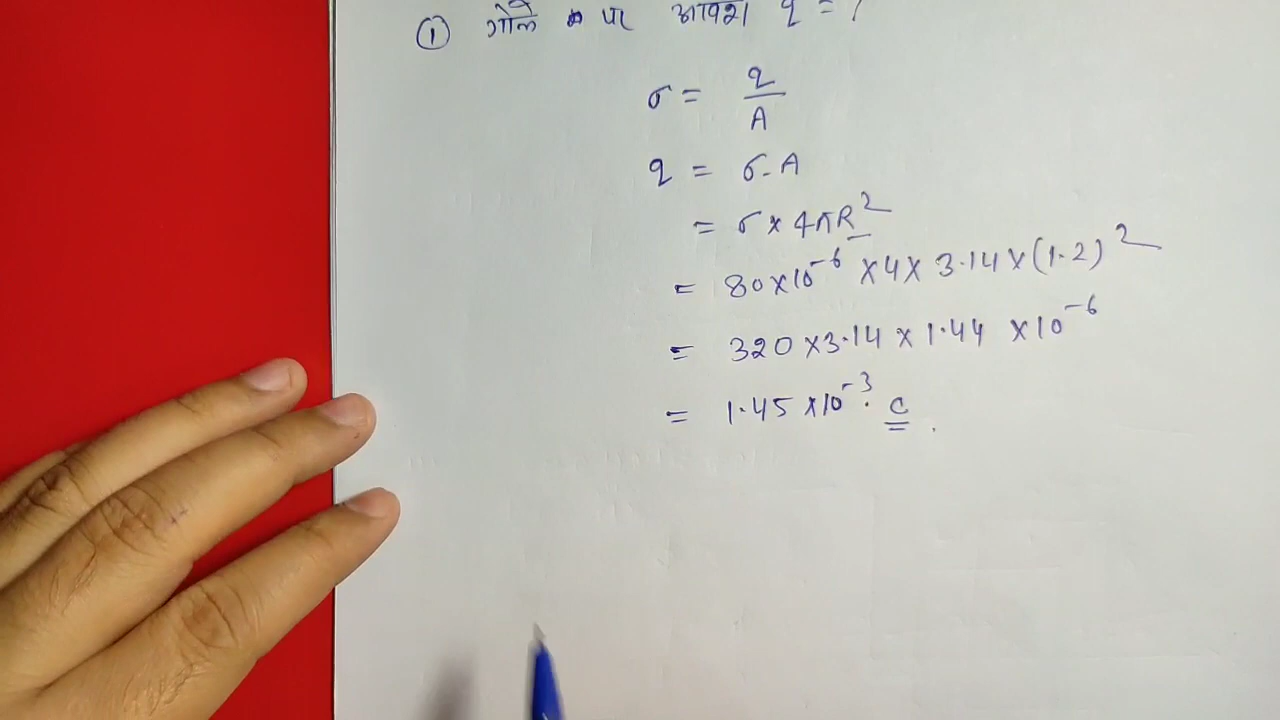 ① गोले पर आवेश q = ?
σ = q/A
q = σ·A
= σ × 4πR²
= 80×10⁻⁶ ×4× 3.14×(1.2)²
= 320 ×3.14 × 1.44 ×10⁻⁶
= 1.45 ×10⁻³ C